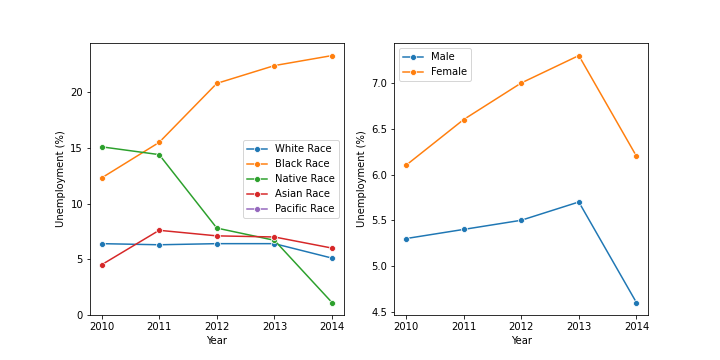 Unemployment (%)
20
15
10
5
0
2010 2011 2012 2013 2014
Year
White Race
Black Race
Native Race
Asian Race
Pacific Race
Unemployment (%)
7.0
6.5
6.0
5.5
5.0
4.5
2010 2011 2012 2013 2014
Year
Male
Female